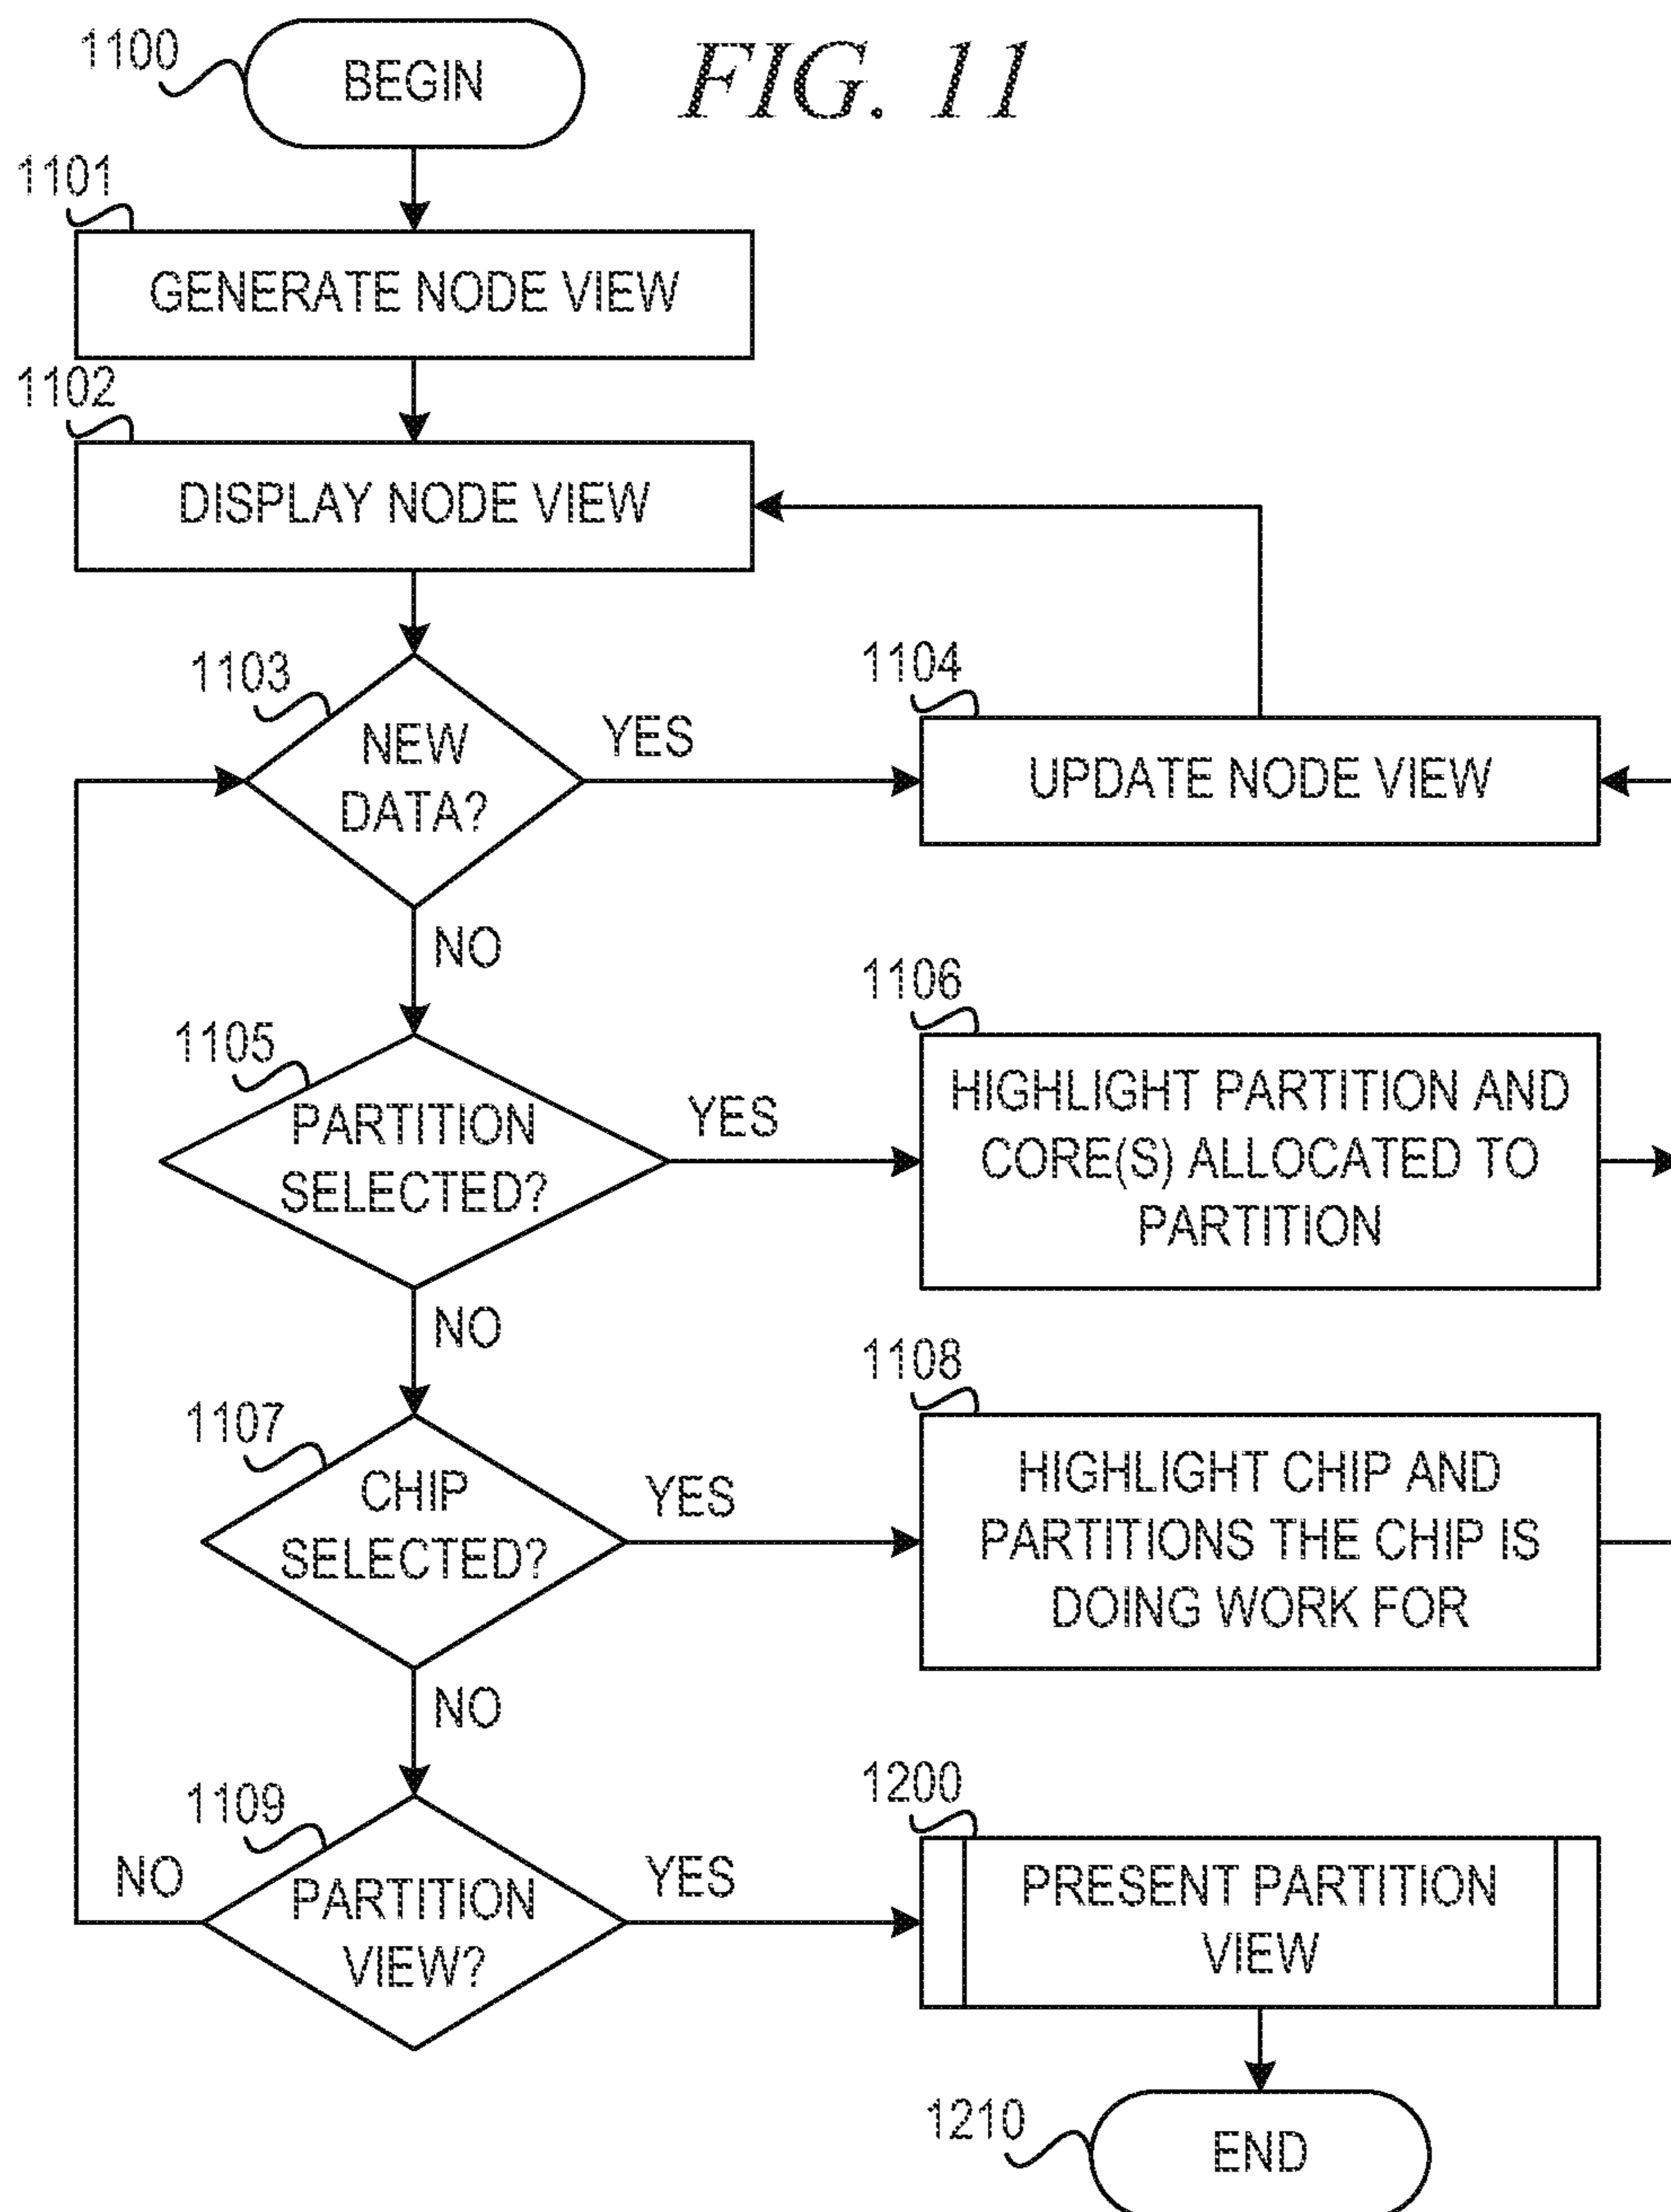 1100
BEGIN
FIG. 11
1101
GENERATE NODE VIEW
1102
DISPLAY NODE VIEW
1103
NEW
DATA?
YES
1104
UPDATE NODE VIEW
NO
1105
PARTITION
SELECTED?
YES
1106
HIGHLIGHT PARTITION AND
CORE(S) ALLOCATED TO
PARTITION
NO
1107
CHIP
SELECTED?
YES
1108
HIGHLIGHT CHIP AND
PARTITIONS THE CHIP IS
DOING WORK FOR
NO
1109
NO
PARTITION
VIEW?
YES
1200
PRESENT PARTITION
VIEW
1210
END